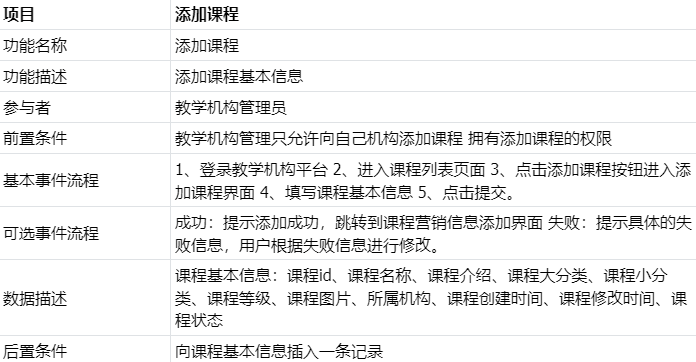 项目 添加课程
功能名称 添加课程
功能描述 添加课程基本信息
参与者 教学机构管理员
前置条件 教学机构管理只允许向自己机构添加课程 拥有添加课程的权限
基本事件流程 1、登录教学机构平台 2、进入课程列表页面 3、点击添加课程按钮进入添
加课程界面 4、填写课程基本信息 5、点击提交。
可选事件流程 成功：提示添加成功，跳转到课程营销信息添加界面 失败：提示具体的失
败信息，用户根据失败信息进行修改。
数据描述 课程基本信息：课程id、课程名称、课程介绍、课程大分类、课程小分
类、课程等级、课程图片、所属机构、课程创建时间、课程修改时间、课
程状态
后置条件 向课程基本信息插入一条记录